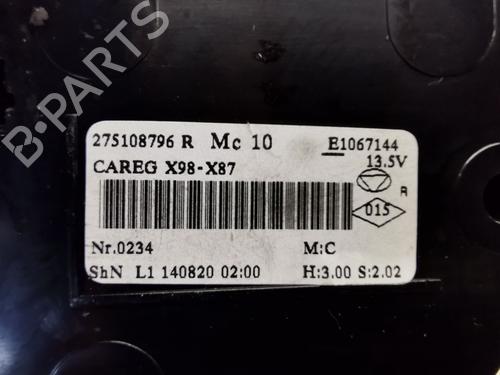 275108796 R Mc 10 E1067144
13.5V
CAREG X98-X87
R
015
Nr.0234 M:C
ShN L1 140820 02:00 H:3.00 S:2.02
B-PARTS